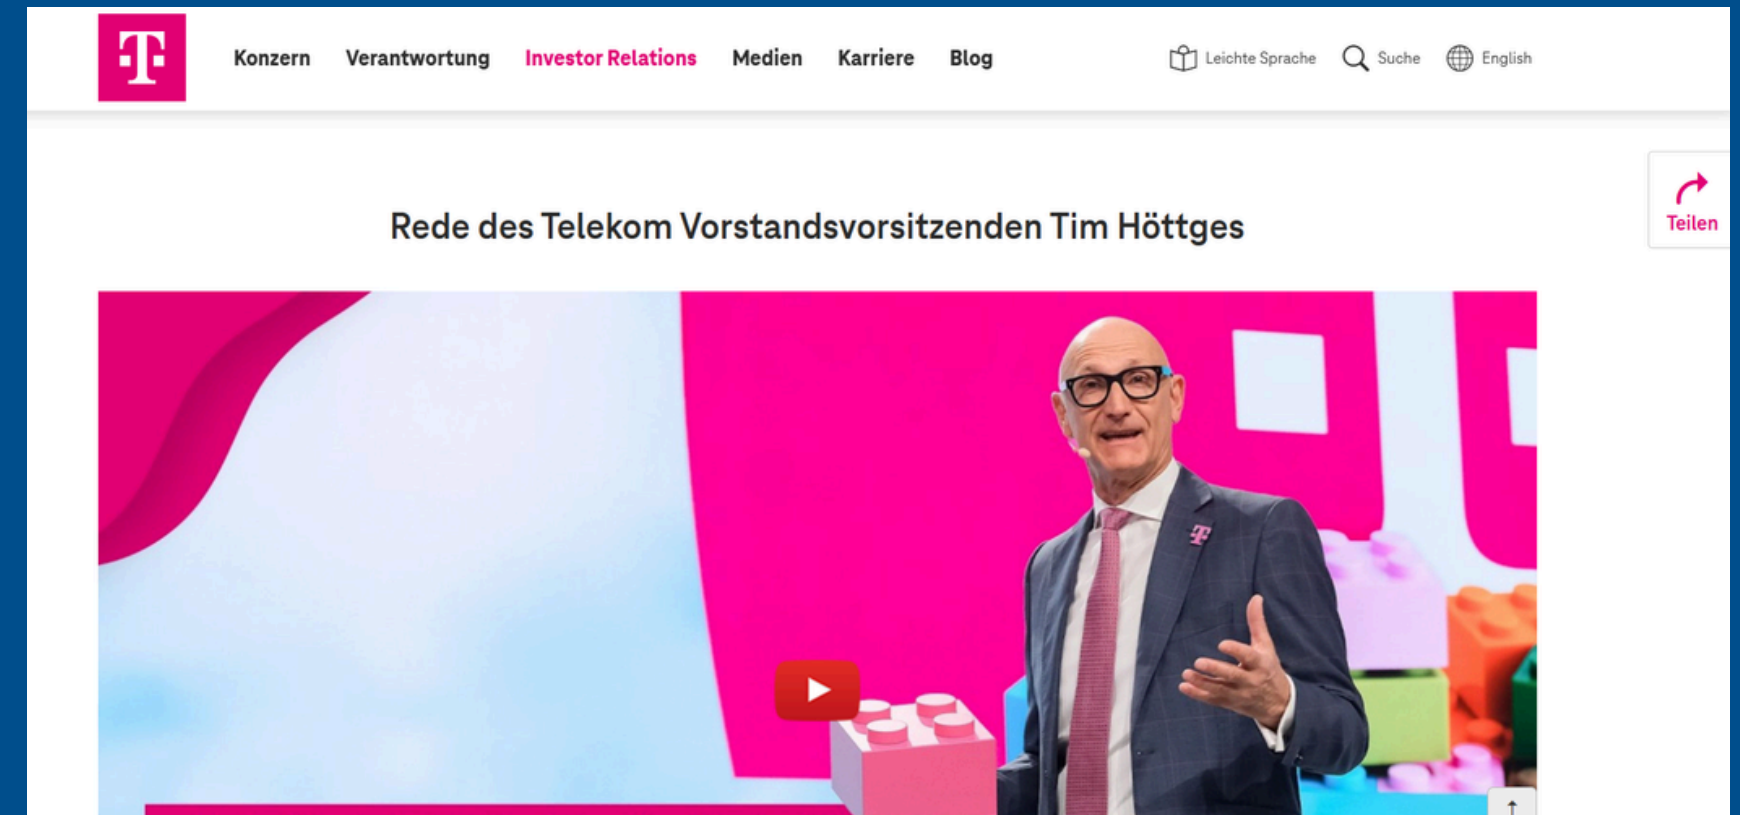 T
Konzern Verantwortung Investor Relations Medien Karriere Blog Leichte Sprache Suche English
Teilen
Rede des Telekom Vorstandsvorsitzenden Tim Höttges
T